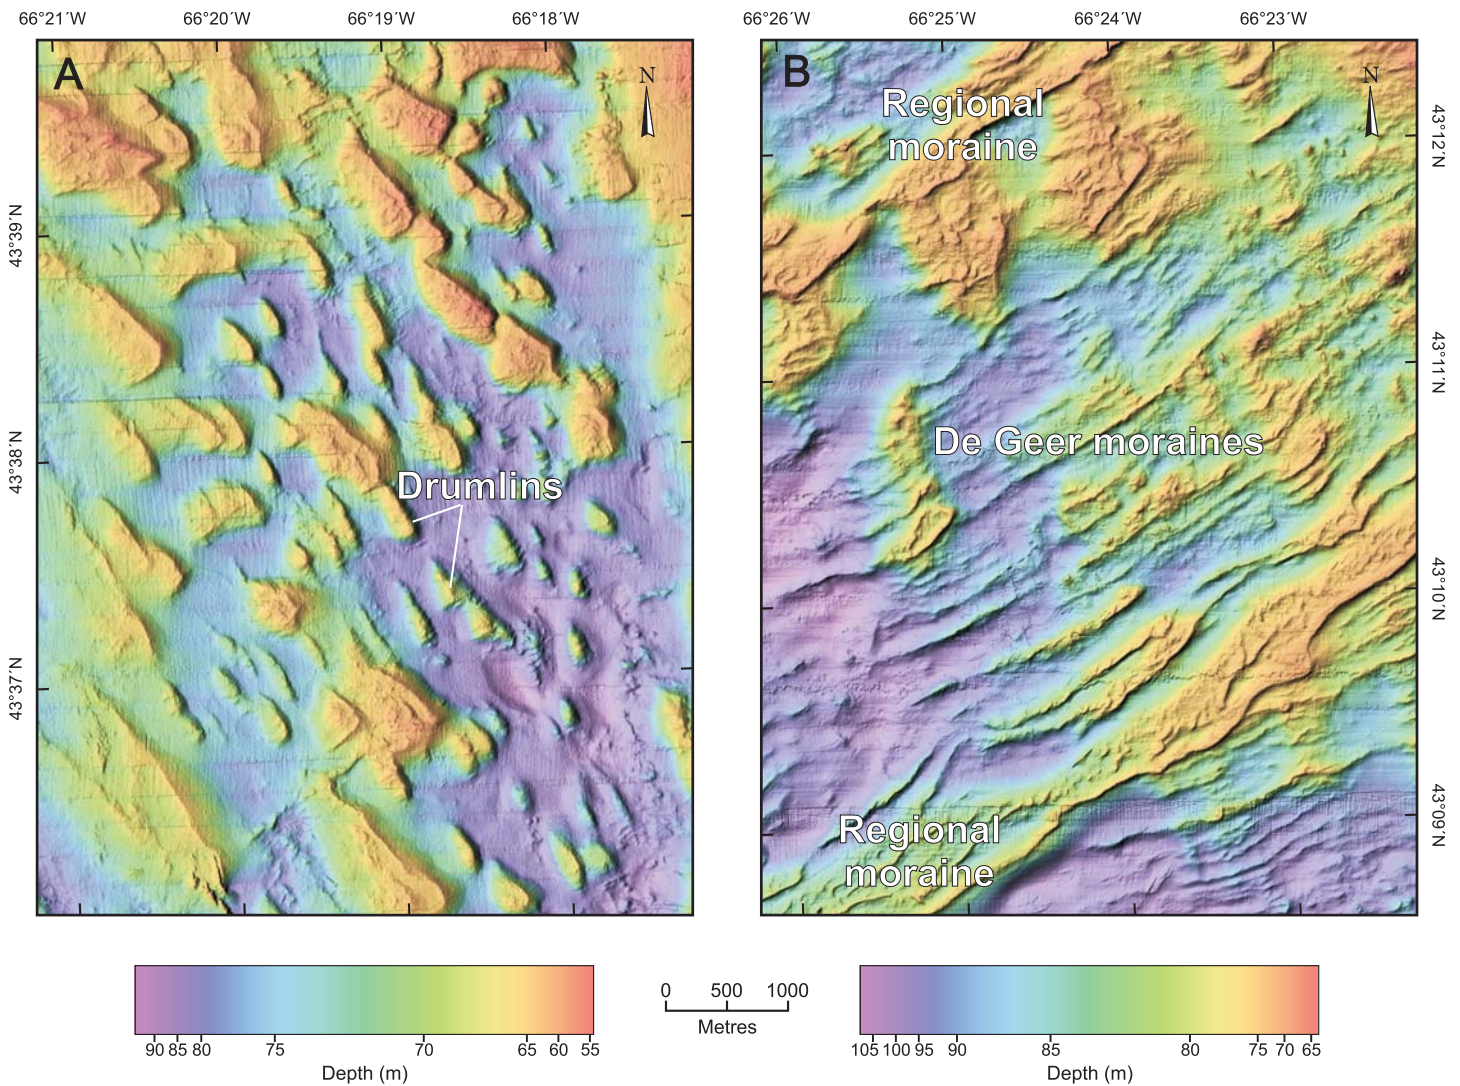 66°21′W 66°20′W 66°19′W 66°18′W
66°26′W 66°25′W 66°24′W 66°23′W
A
N
43°39′N
43°38′N
43°37′N
Drumlins
B
N
Regional
moraine
De Geer moraines
Regional
moraine
43°12′N
43°11′N
43°10′N
43°09′N
90 85 80 75 70 65 60 55
Depth (m)
0 500 1000
Metres
105 100 95 90 85 80 75 70 65
Depth (m)